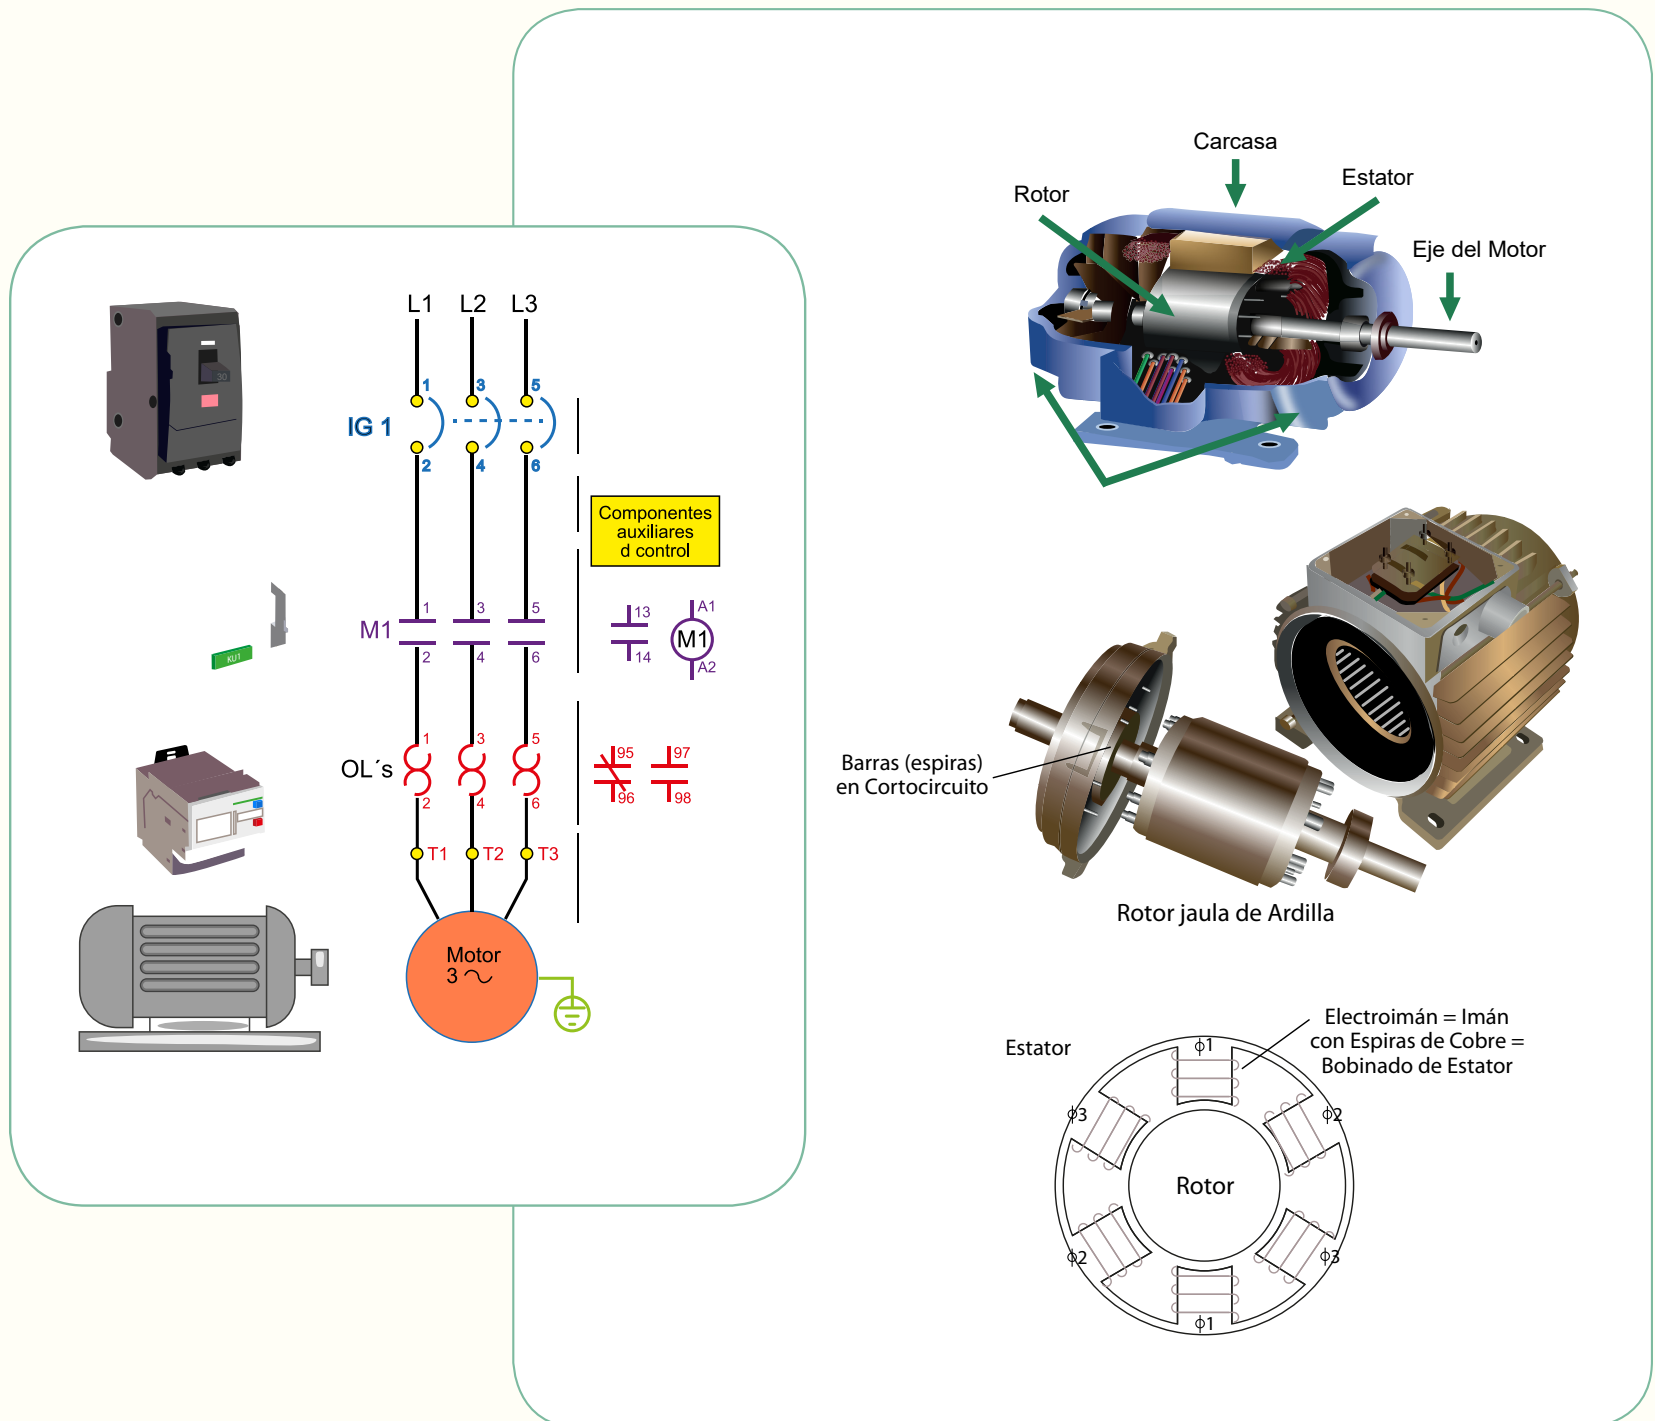 L1 L2 L3
1 3 5
IG 1
2 4 6
30
Componentes
auxiliares
d control
1 3 5
M1
2 4 6
13
14
A1
M1
A2
KU1
1 3 5
OL´s
2 4 6
95
96
97
98
T1 T2 T3
Motor
3
Carcasa
Estator
Rotor
Eje del Motor
Barras (espiras)
en Cortocircuito
Rotor jaula de Ardilla
Electroimán = Imán
con Espiras de Cobre =
Bobinado de Estator
Estator
ϕ1
ϕ3
ϕ2
Rotor
ϕ2
ϕ3
ϕ1